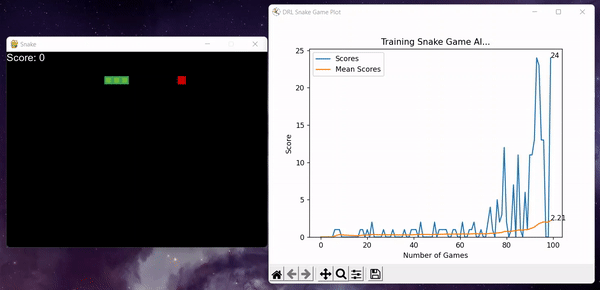 Snake
Score: 0
DRL Snake Game Plot
Training Snake Game AI...
Scores
Mean Scores
24
2.21
25
20
15
10
5
0
Score
0 20 40 60 80 100
Number of Games